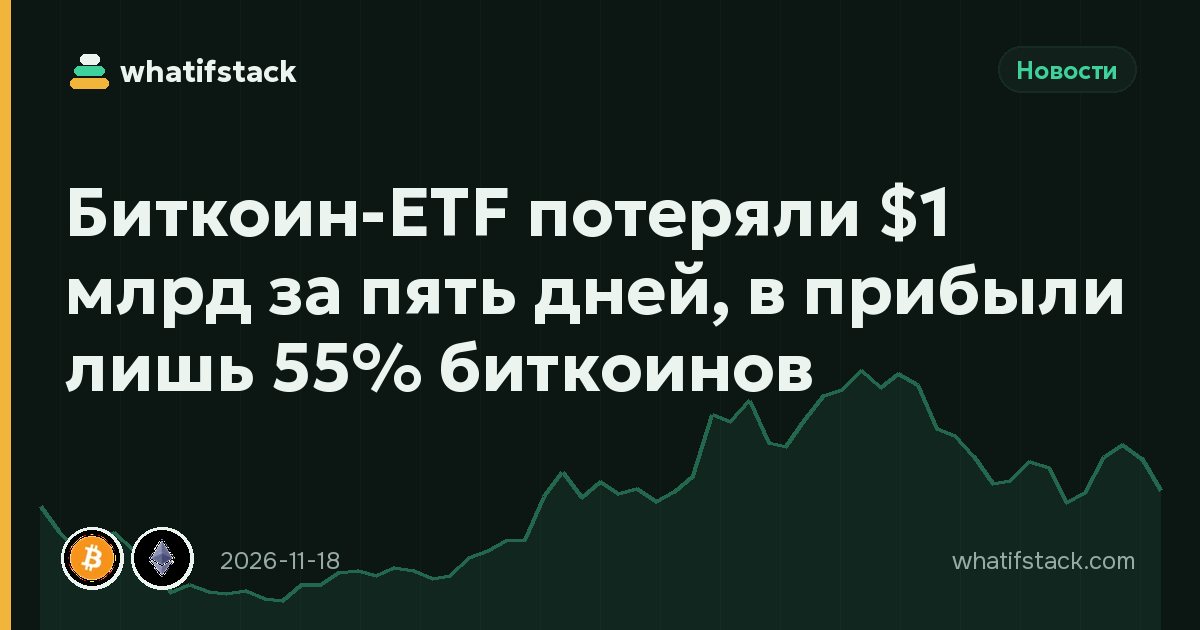 whatifstack
Новости
Биткоин-ETF потеряли $1
млрд за пять дней, в прибыли
лишь 55% биткоинов
2026-11-18
whatifstack.com